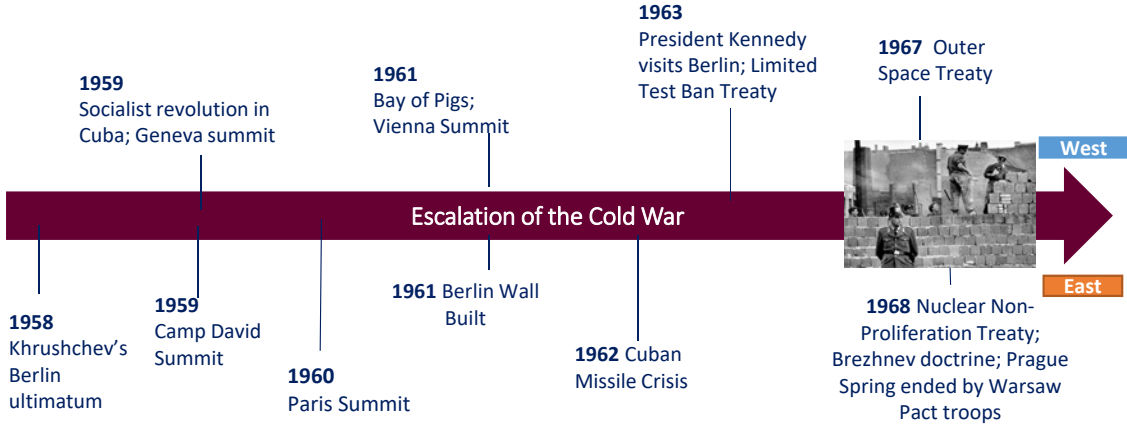 1963
President Kennedy
visits Berlin; Limited
Test Ban Treaty
1967 Outer
Space Treaty
1959
Socialist revolution in
Cuba; Geneva summit
1961
Bay of Pigs;
Vienna Summit
West
Escalation of the Cold War
East
1958
Khrushchev’s
Berlin
ultimatum
1959
Camp David
Summit
1960
Paris Summit
1961 Berlin Wall
Built
1962 Cuban
Missile Crisis
1968 Nuclear Non-
Proliferation Treaty;
Brezhnev doctrine; Prague
Spring ended by Warsaw
Pact troops